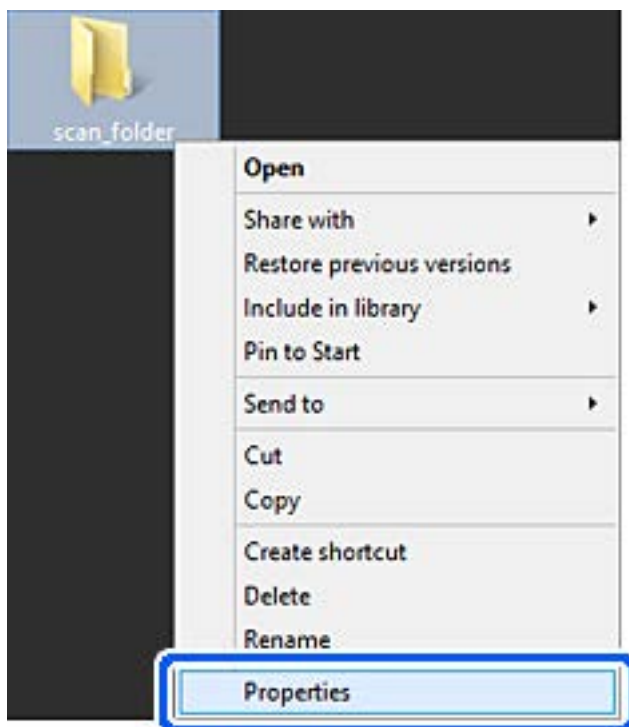 scan_folder
Open
Share with
Restore previous versions
Include in library
Pin to Start
Send to
Cut
Copy
Create shortcut
Delete
Rename
Properties